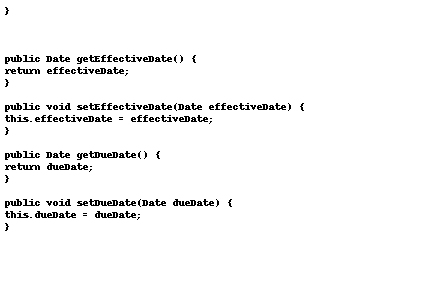 }
public Date getEffectiveDate() {
return effectiveDate;
}
public void setEffectiveDate(Date effectiveDate) {
this.effectiveDate = effectiveDate;
}
public Date getDueDate() {
return dueDate;
}
public void setDueDate(Date dueDate) {
this.dueDate = dueDate;
}